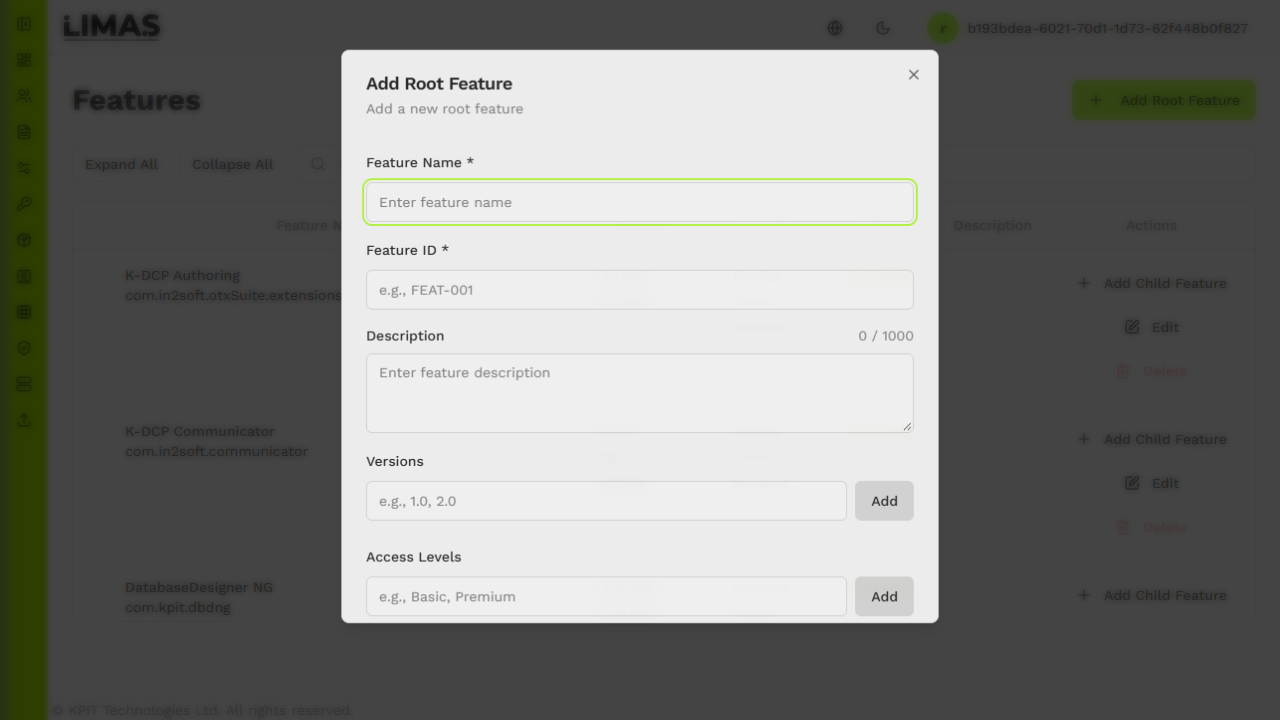 LIMAS
r b193bdea-6021-70d1-1d73-62f448b0f827
Features
Add Root Feature
Expand All
Collapse All
Feature
Description
Actions
K-DCP Authoring
com.in2soft.otxSuite.extensions
Add Child Feature
Edit
Delete
K-DCP Communicator
com.in2soft.communicator
Add Child Feature
Edit
Delete
DatabaseDesigner NG
com.kpit.dbdng
Add Child Feature
© KPIT Technologies Ltd. All rights reserved.
Add Root Feature
Add a new root feature
Feature Name *
Enter feature name
Feature ID *
e.g., FEAT-001
Description 0 / 1000
Enter feature description
Versions
e.g., 1.0, 2.0 Add
Access Levels
e.g., Basic, Premium Add